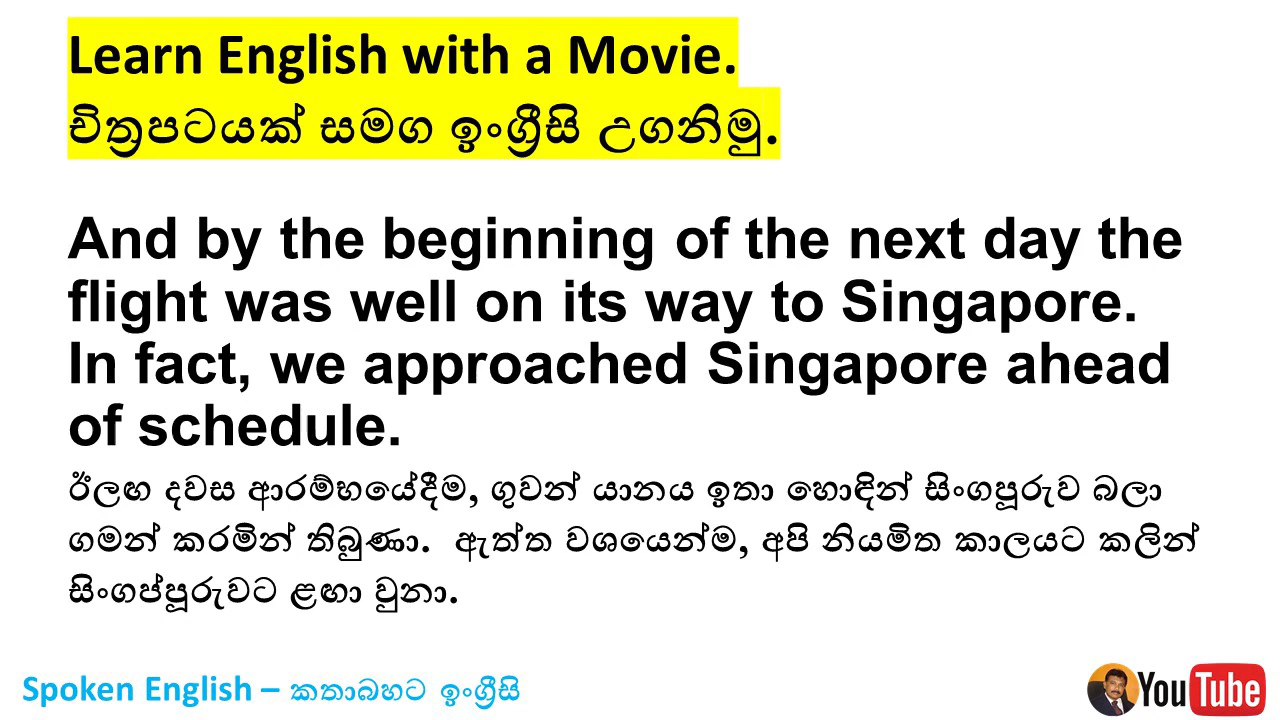 Learn English with a Movie.
චිත්‍රපටයක් සමග ඉංග්‍රීසි උගනිමු.
And by the beginning of the next day the
flight was well on its way to Singapore.
In fact, we approached Singapore ahead
of schedule.
ඊලඟ දවස ආරම්භයේදීම, ගුවන් යානය ඉතා හොඳින් සිංගපූරුව බලා
ගමන් කරමින් තිබුණා.  ඇත්ත වශයෙන්ම, අපි නියමිත කාලයට කලින්
සිංගප්පූරුවට ළඟා වුනා.
Spoken English – කතාබහට ඉංග්‍රීසි
YouTube